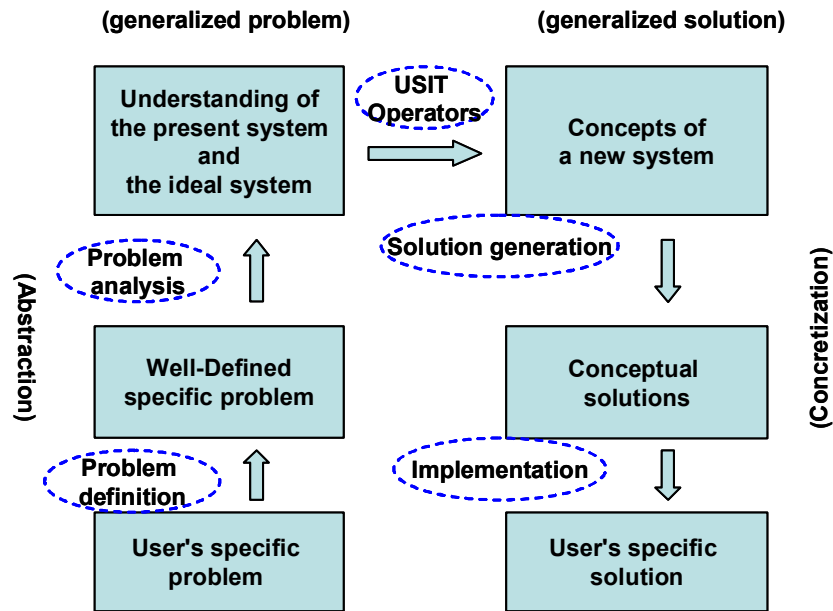 (generalized problem)
(generalized solution)
Understanding of
the present system
and
the ideal system
USIT
Operators
Concepts of
a new system
Problem
analysis
Solution generation
(Abstraction)
(Concretization)
Well-Defined
specific problem
Conceptual
solutions
Problem
definition
Implementation
User's specific
problem
User's specific
solution